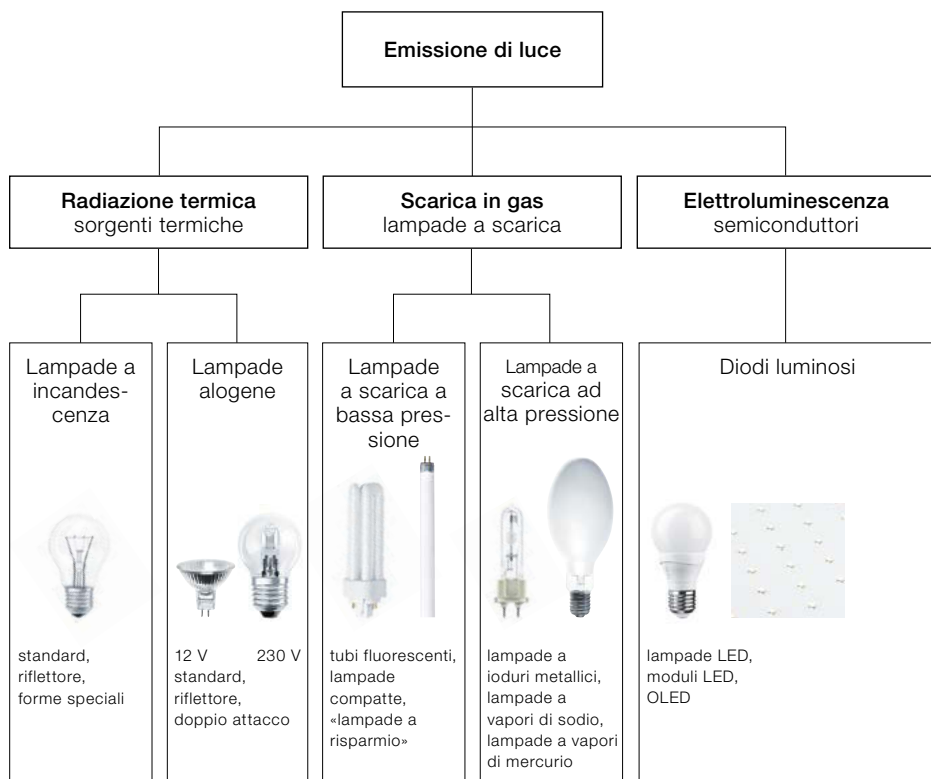 Emissione di luce
Radiazione termica
sorgenti termiche
Scarica in gas
lampade a scarica
Elettroluminescenza
semiconduttori
Lampade a
incandes-
cenza
standard,
riflettore,
forme speciali
Lampade
alogene
12 V 230 V
standard,
riflettore,
doppio attacco
Lampade
a scarica a
bassa pres-
sione
tubi fluorescenti,
lampade
compatte,
«lampade a
risparmio»
Lampade a
scarica ad
alta pressione
lampade a
ioduri metallici,
lampade a
vapori di sodio,
lampade a vapori
di mercurio
Diodi luminosi
lampade LED,
moduli LED,
OLED